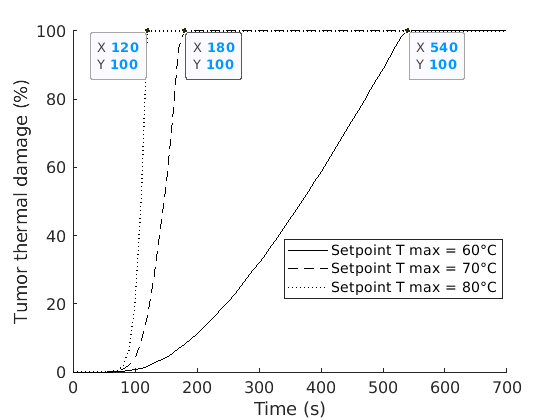 100
80
60
40
20
0
Tumor thermal damage (%)
X 120
Y 100
X 180
Y 100
X 540
Y 100
Setpoint T max = 60°C
Setpoint T max = 70°C
Setpoint T max = 80°C
0 100 200 300 400 500 600 700
Time (s)